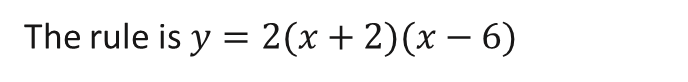 The rule is 𝑦 = 2(𝑥 + 2)(𝑥 − 6)